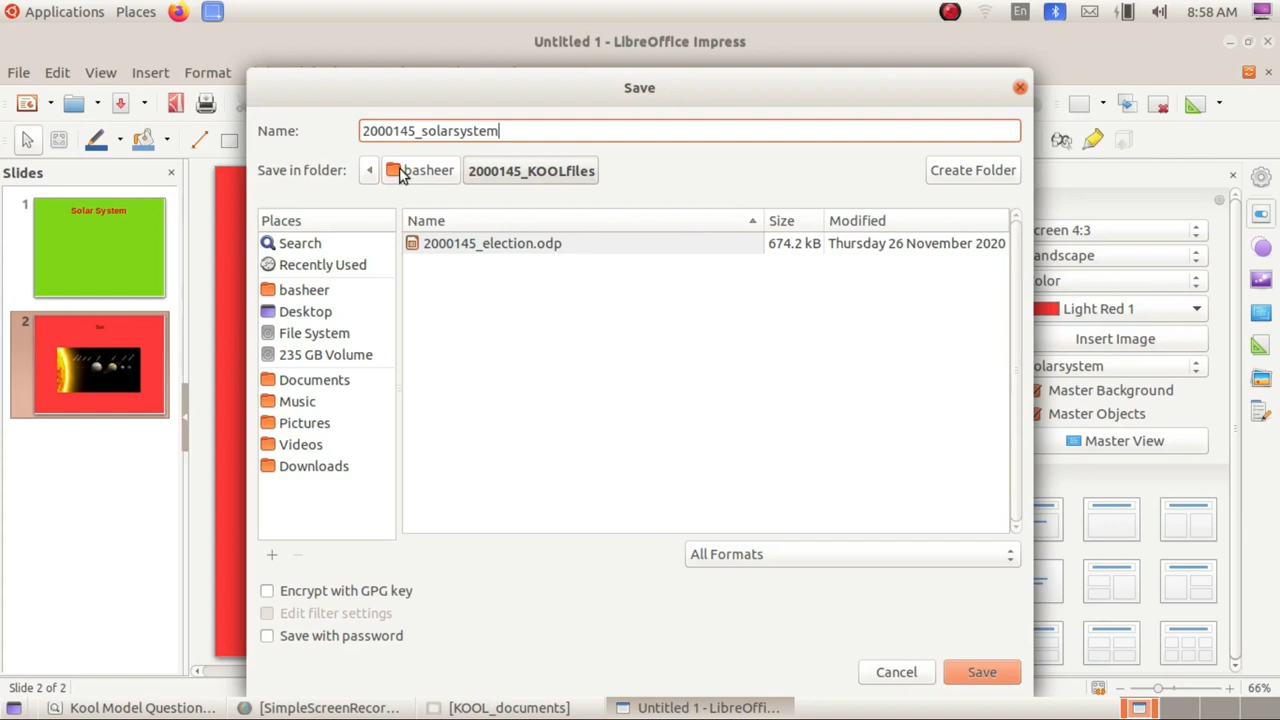 Applications Places En 8:58 AM
Untitled 1 - LibreOffice Impress
File Edit View Insert Format
Save
Name: 2000145_solarsystem
Save in folder: basheer 2000145_KOOLfiles Create Folder
Slides
Places Name Size Modified
Search 2000145_election.odp 674.2 kB Thursday 26 November 2020
Recently Used
basheer
Desktop
File System
235 GB Volume
Documents
Music
Pictures
Videos
Downloads
All Formats
Encrypt with GPG key
Edit filter settings
Save with password
Cancel Save
1 Solar System
2 Sun
creen 4:3
andscape
olor
Light Red 1
Insert Image
olarsystem
Master Background
Master Objects
Master View
Slide 2 of 2 66%
Kool Model Question... [SimpleScreenRecor... [KOOL_documents] Untitled 1 - LibreOffi...